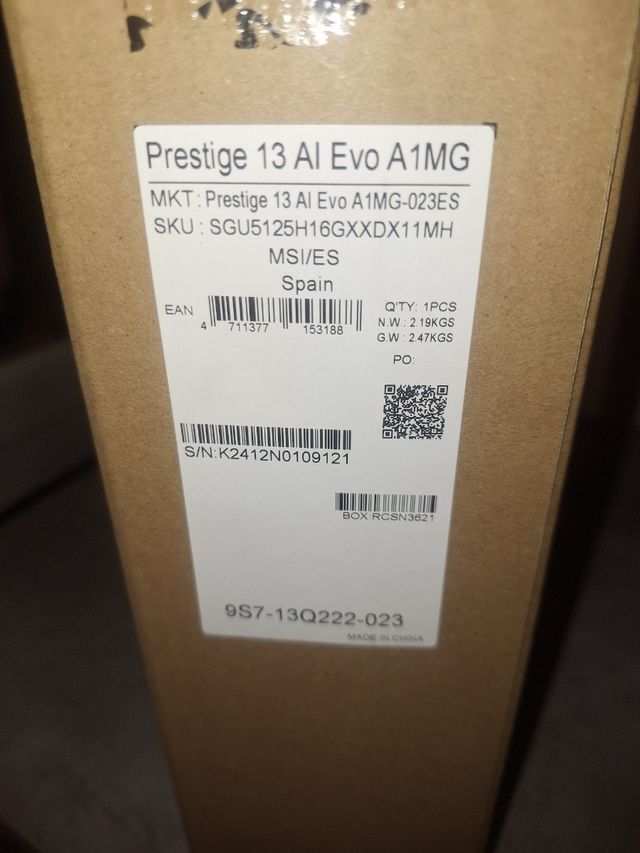 Prestige 13 AI Evo A1MG
MKT : Prestige 13 AI Evo A1MG-023ES
SKU : SGU5125H16GXXDX11MH
MSI/ES
Spain
EAN
4 711377 153188
Q'TY: 1PCS
N.W : 2.19KGS
G.W : 2.47KGS
PO:
S/N:K2412N0109121
BOX:RCSN3621
9S7-13Q222-023
MADE IN CHINA